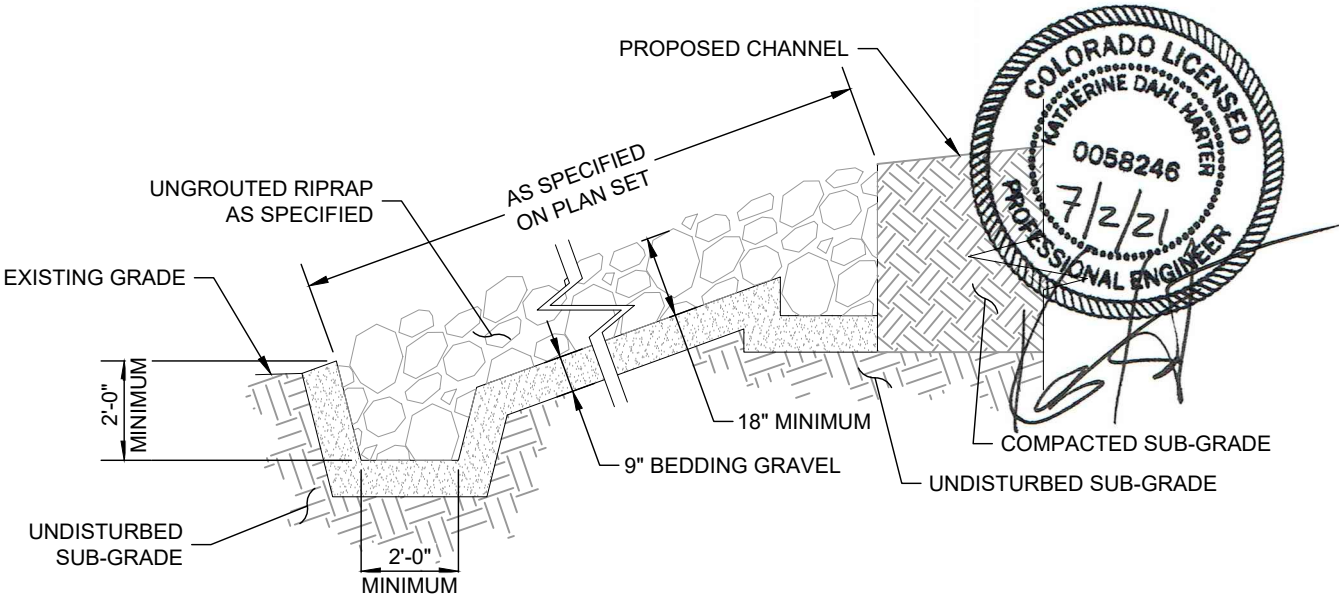 PROPOSED CHANNEL
COLORADO LICENSED
KATHERINE DAHL HARTER
0058246
7/2/21
PROFESSIONAL ENGINEER
AS SPECIFIED
ON PLAN SET
UNGROUTED RIPRAP
AS SPECIFIED
EXISTING GRADE
2'-0"
MINIMUM
18" MINIMUM
COMPACTED SUB-GRADE
9" BEDDING GRAVEL
UNDISTURBED SUB-GRADE
UNDISTURBED
SUB-GRADE
2'-0"
MINIMUM